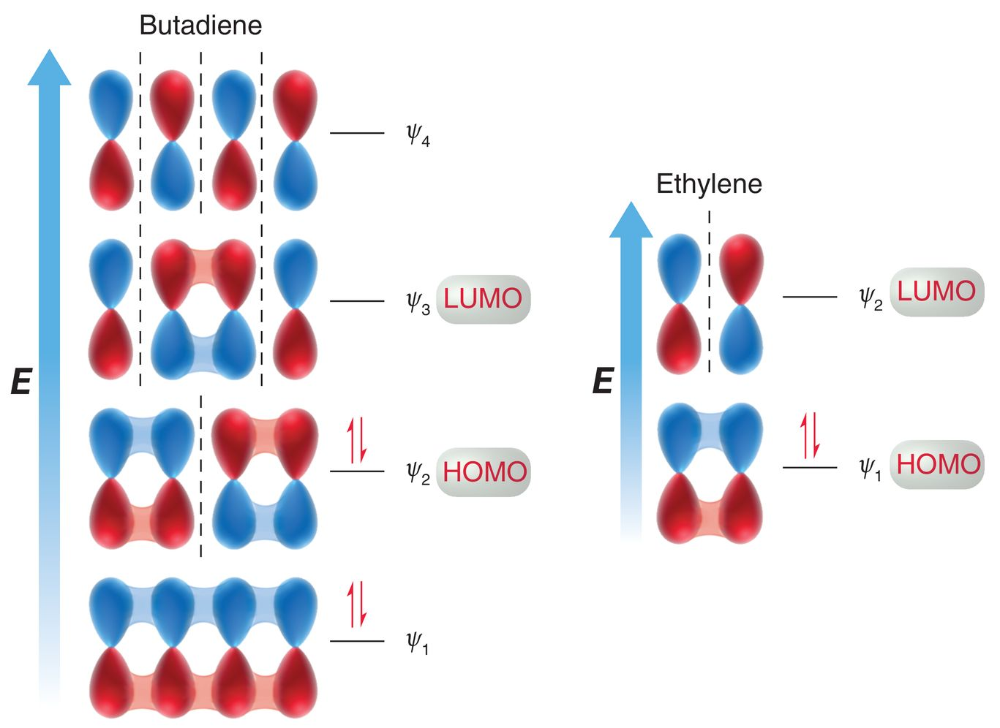 Butadiene
ψ4
ψ3 LUMO
E
ψ2 HOMO
ψ1
Ethylene
ψ2 LUMO
E
ψ1 HOMO